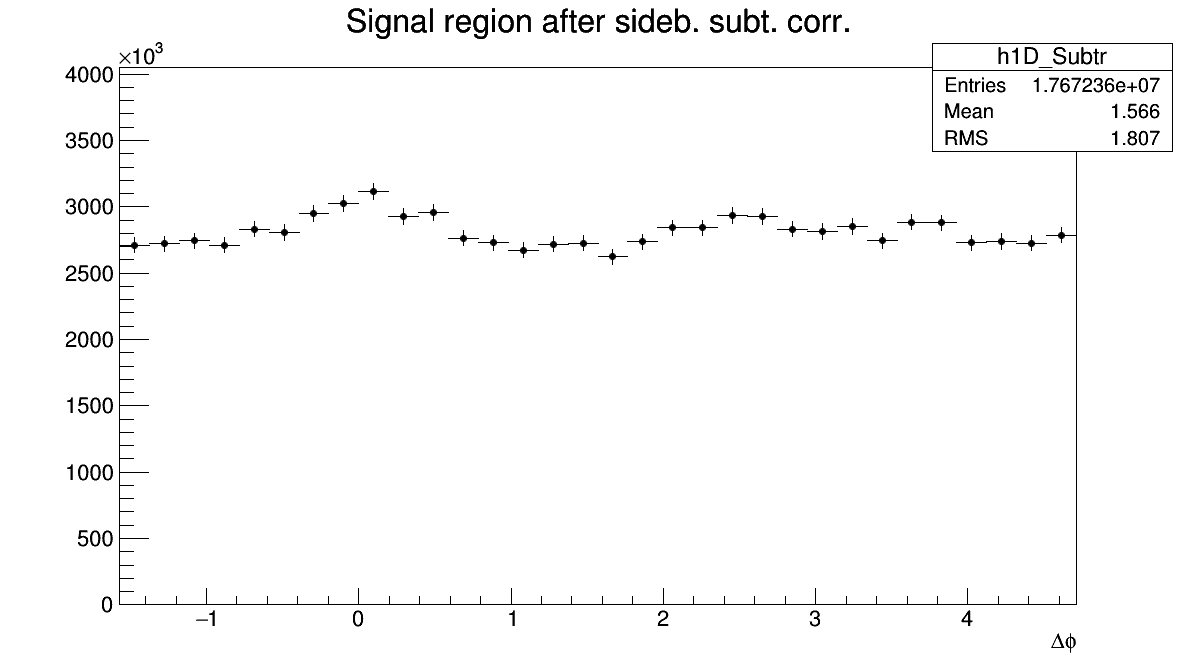 Signal region after sideb. subt. corr.
×10³
h1D_Subtr
Entries 1.767236e+07
Mean 1.566
RMS 1.807
4000
3500
3000
2500
2000
1500
1000
500
0
−1 0 1 2 3 4
Δϕ